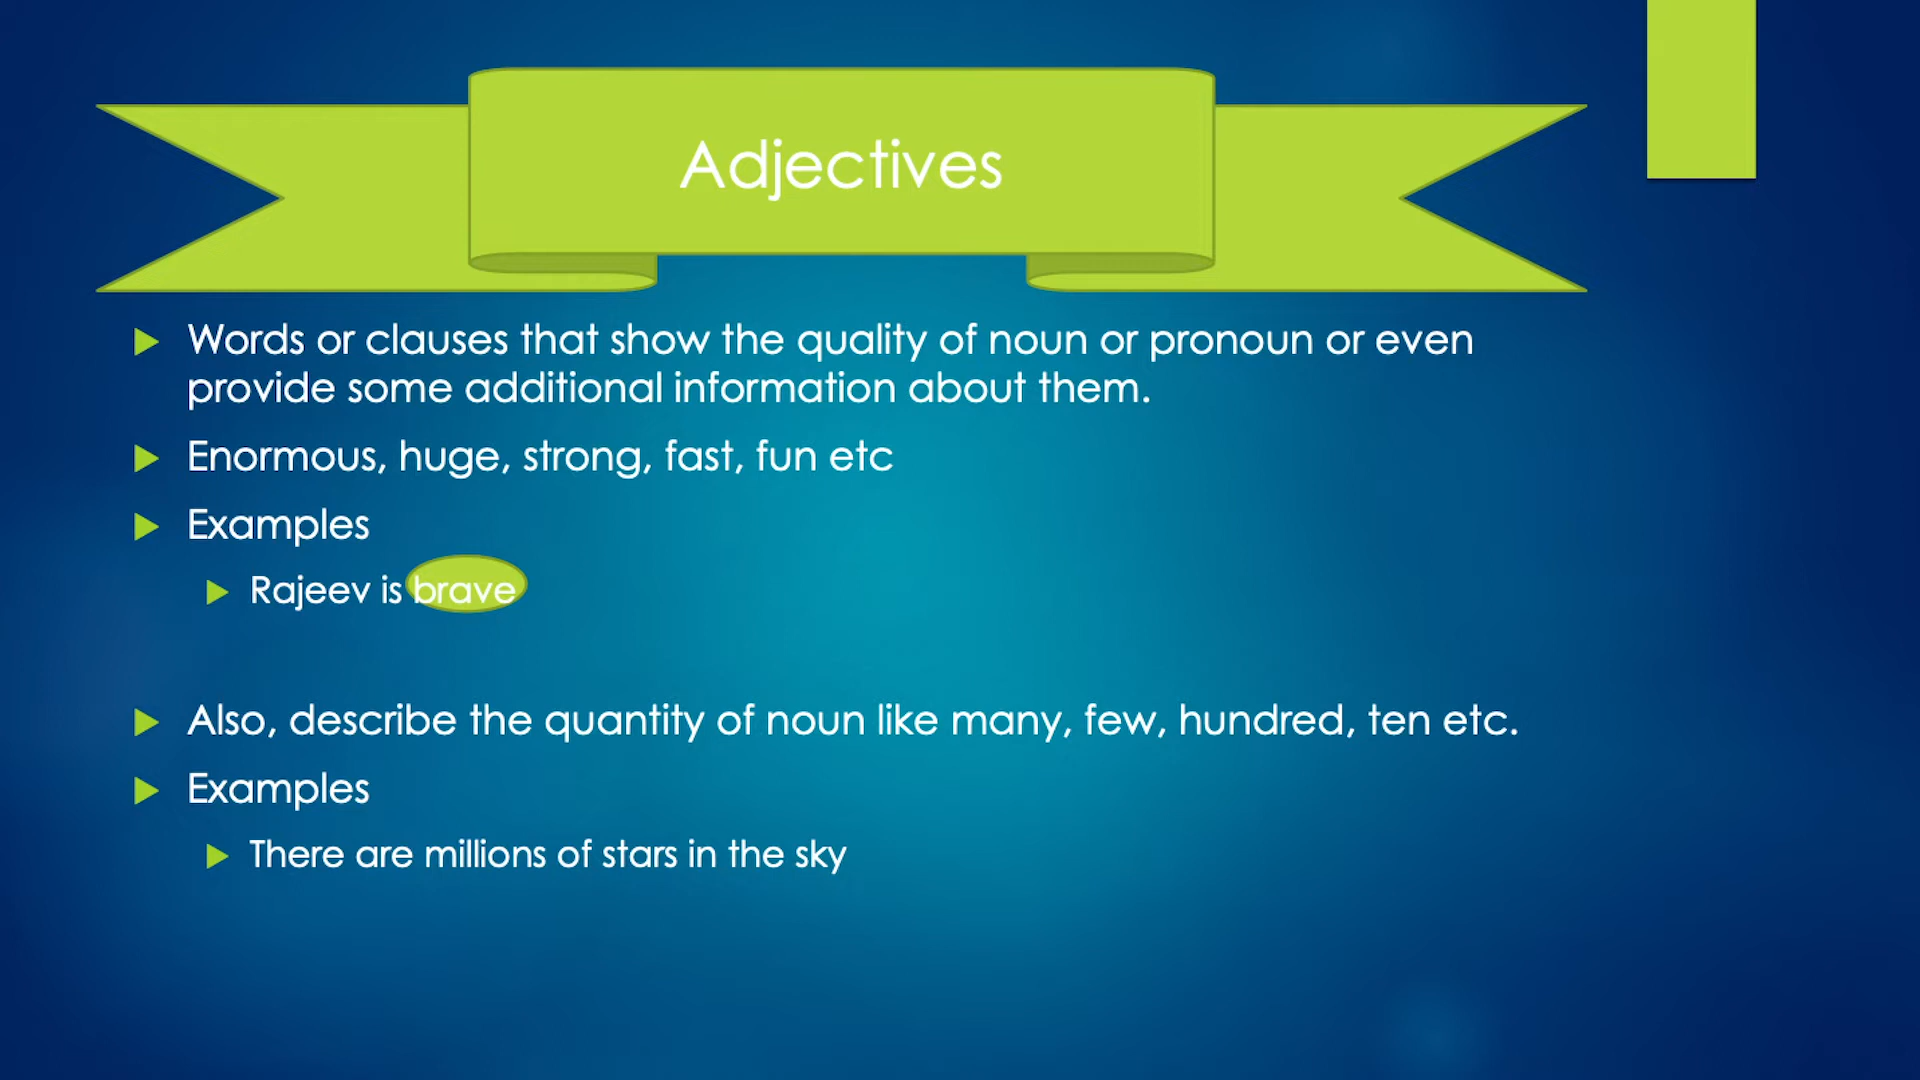 Adjectives
Words or clauses that show the quality of noun or pronoun or even
provide some additional information about them.
Enormous, huge, strong, fast, fun etc
Examples
Rajeev is brave
Also, describe the quantity of noun like many, few, hundred, ten etc.
Examples
There are millions of stars in the sky